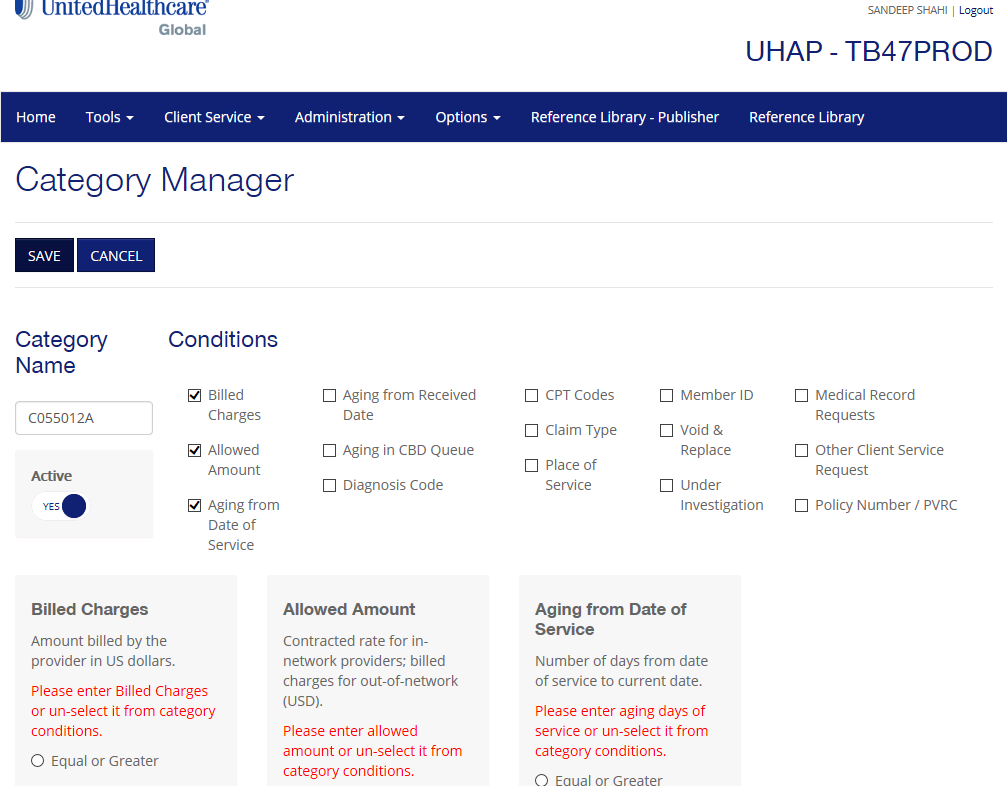 UnitedHealthcare®
Global
SANDEEP SHAHI | Logout
UHAP - TB47PROD
Home Tools Client Service Administration Options Reference Library - Publisher Reference Library
Category Manager
SAVE CANCEL
Category
Name
C055012A
Active
YES
Conditions
Billed
Charges
Allowed
Amount
Aging from
Date of
Service
Aging from Received
Date
Aging in CBD Queue
Diagnosis Code
CPT Codes
Claim Type
Place of
Service
Member ID
Void &
Replace
Under
Investigation
Medical Record
Requests
Other Client Service
Request
Policy Number / PVRC
Billed Charges
Amount billed by the
provider in US dollars.
Please enter Billed Charges
or un-select it from category
conditions.
Equal or Greater
Allowed Amount
Contracted rate for in-
network providers; billed
charges for out-of-network
(USD).
Please enter allowed
amount or un-select it from
category conditions.
Aging from Date of
Service
Number of days from date
of service to current date.
Please enter aging days of
service or un-select it from
category conditions.
Equal or Greater